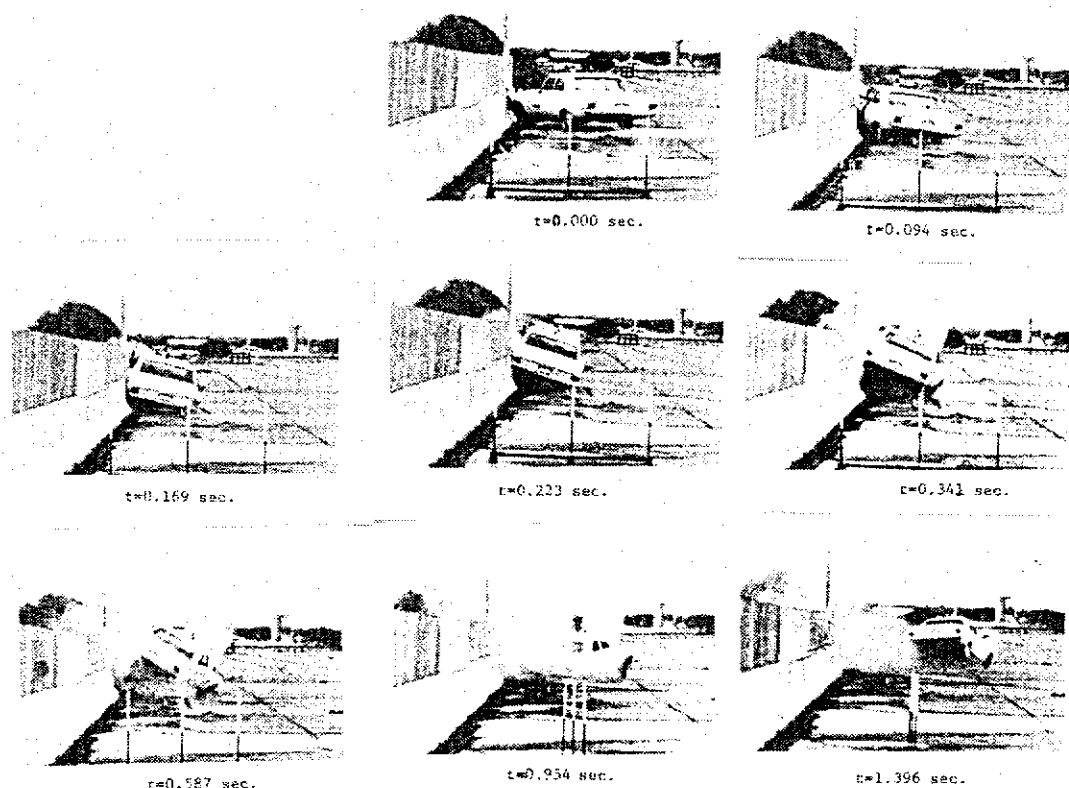 t=0.000 sec.
t=0.094 sec.
t=0.169 sec.
t=0.223 sec.
t=0.341 sec.
t=0.587 sec.
t=0.934 sec.
t=1.396 sec.